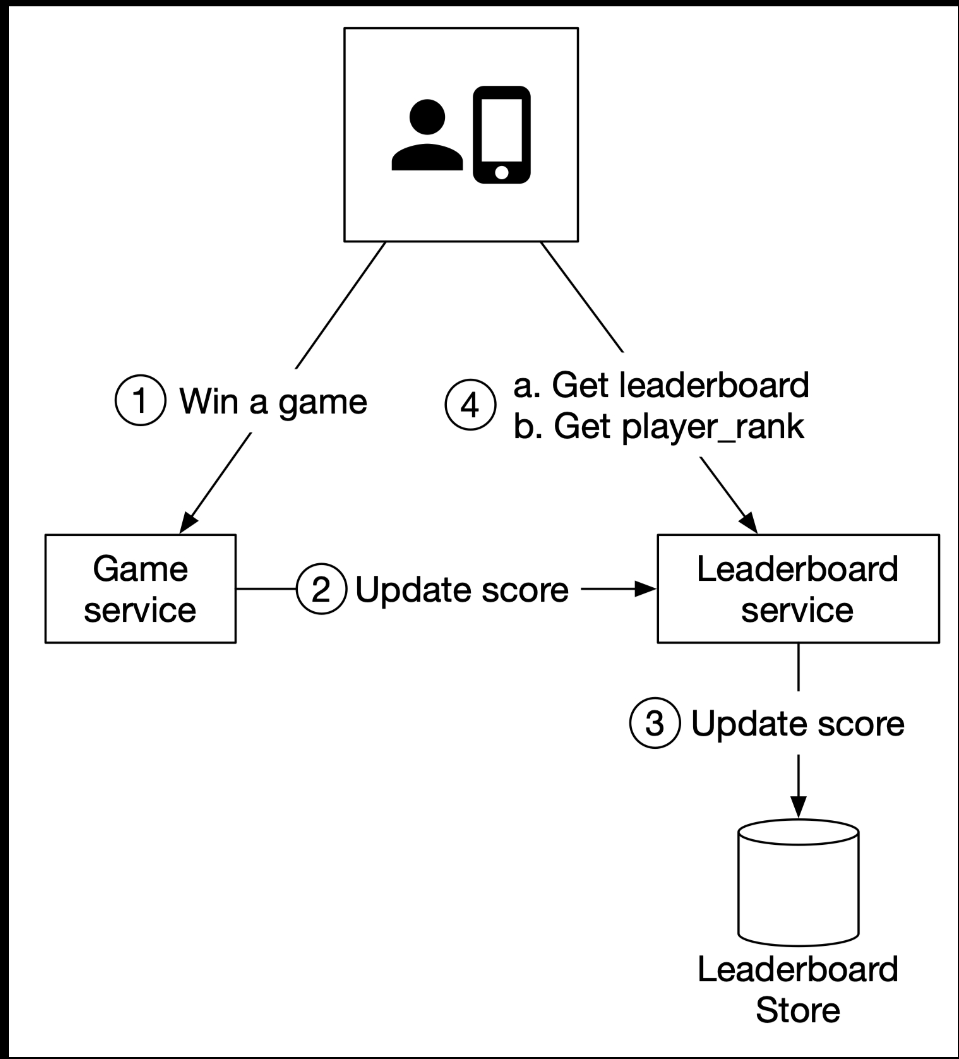 1 Win a game
4 a. Get leaderboard
b. Get player_rank
Game
service
2 Update score
Leaderboard
service
3 Update score
Leaderboard
Store